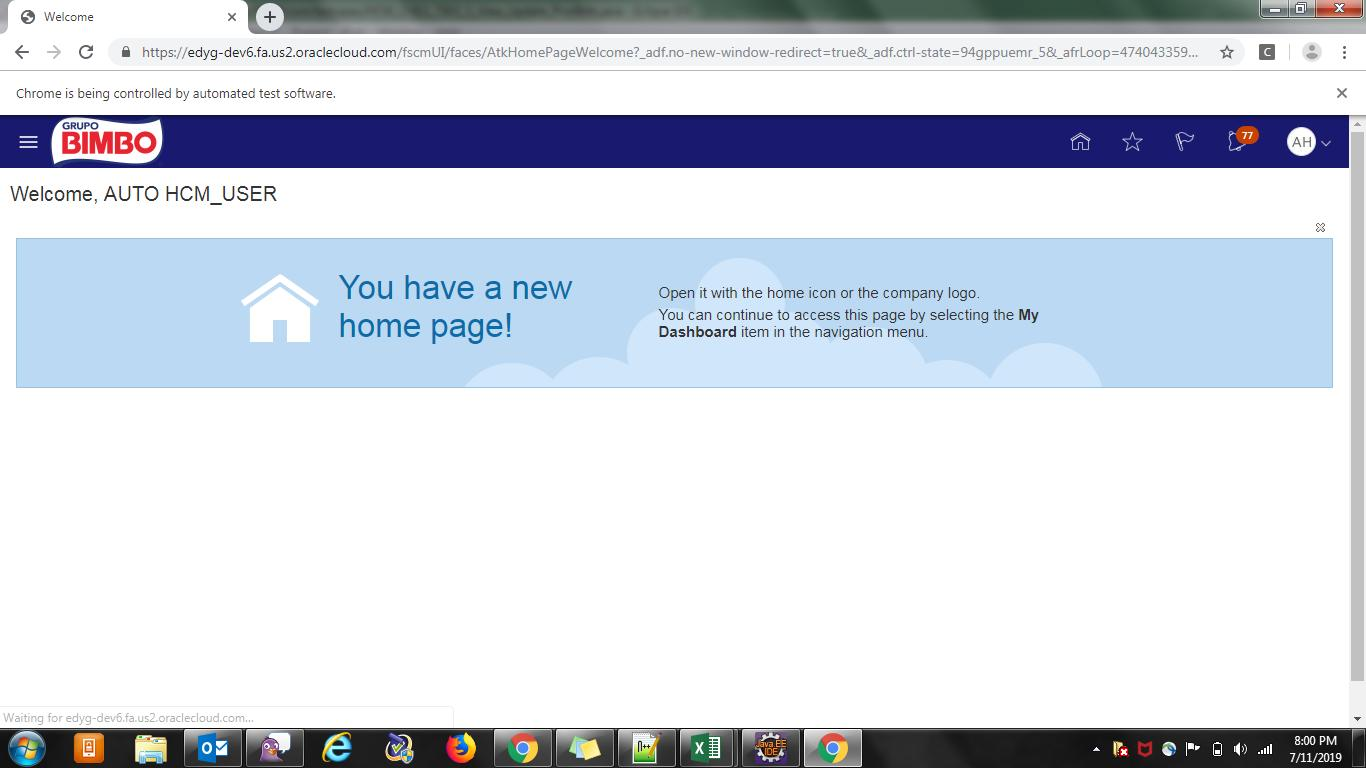 Welcome
https://edyg-dev6.fa.us2.oraclecloud.com/fscmUI/faces/AtkHomePageWelcome?_adf.no-new-window-redirect=true&_adf.ctrl-state=94gppuemr_5&_afrLoop=474043359...
C
Chrome is being controlled by automated test software.
GRUPO
BIMBO
77
AH
Welcome, AUTO HCM_USER
You have a new
home page!
Open it with the home icon or the company logo.
You can continue to access this page by selecting the My
Dashboard item in the navigation menu.
Waiting for edyg-dev6.fa.us2.oraclecloud.com...
Java EE
IDE
8:00 PM
7/11/2019